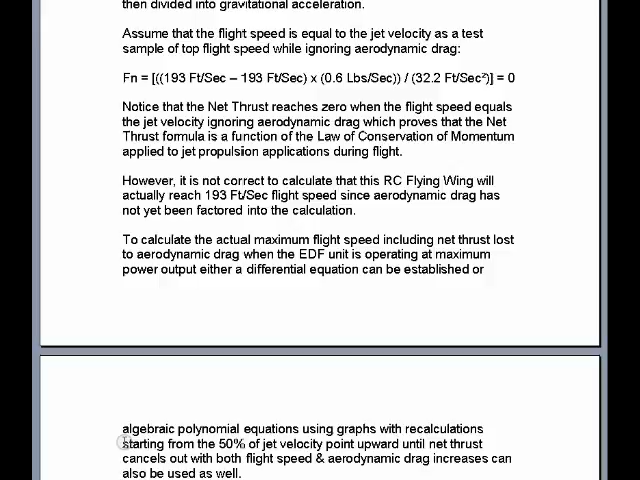 then divided into gravitational acceleration.
Assume that the flight speed is equal to the jet velocity as a test
sample of top flight speed while ignoring aerodynamic drag:
Fn = [((193 Ft/Sec – 193 Ft/Sec) x (0.6 Lbs/Sec)) / (32.2 Ft/Sec²)] = 0
Notice that the Net Thrust reaches zero when the flight speed equals
the jet velocity ignoring aerodynamic drag which proves that the Net
Thrust formula is a function of the Law of Conservation of Momentum
applied to jet propulsion applications during flight.
However, it is not correct to calculate that this RC Flying Wing will
actually reach 193 Ft/Sec flight speed since aerodynamic drag has
not yet been factored into the calculation.
To calculate the actual maximum flight speed including net thrust lost
to aerodynamic drag when the EDF unit is operating at maximum
power output either a differential equation can be established or
algebraic polynomial equations using graphs with recalculations
starting from the 50% of jet velocity point upward until net thrust
cancels out with both flight speed & aerodynamic drag increases can
also be used as well.